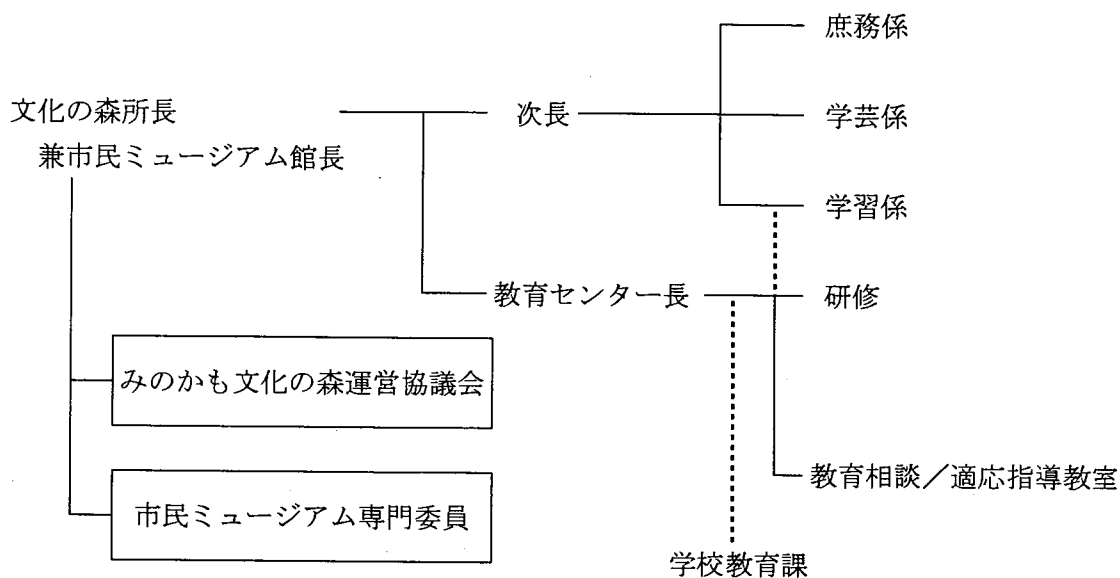 庶務係
文化の森所長
次長
学芸係
兼市民ミュージアム館長
学習係
教育センター長
研修
みのかも文化の森運営協議会
教育相談／適応指導教室
市民ミュージアム専門委員
学校教育課